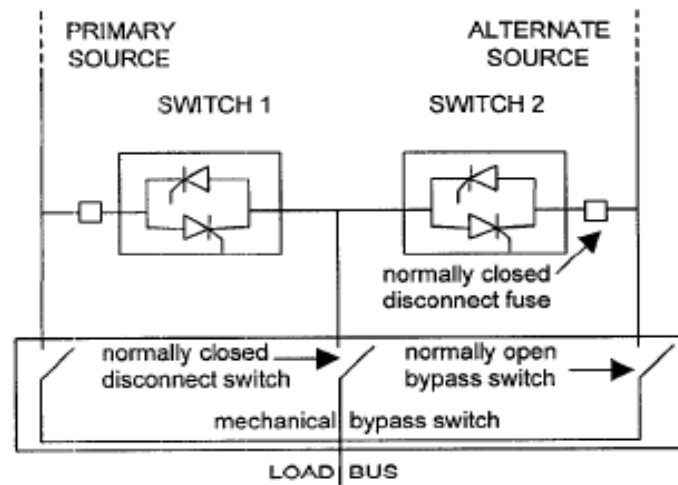 PRIMARY
SOURCE
ALTERNATE
SOURCE
SWITCH 1
SWITCH 2
normally closed
disconnect fuse
normally closed
disconnect switch
normally open
bypass switch
mechanical bypass switch
LOAD BUS